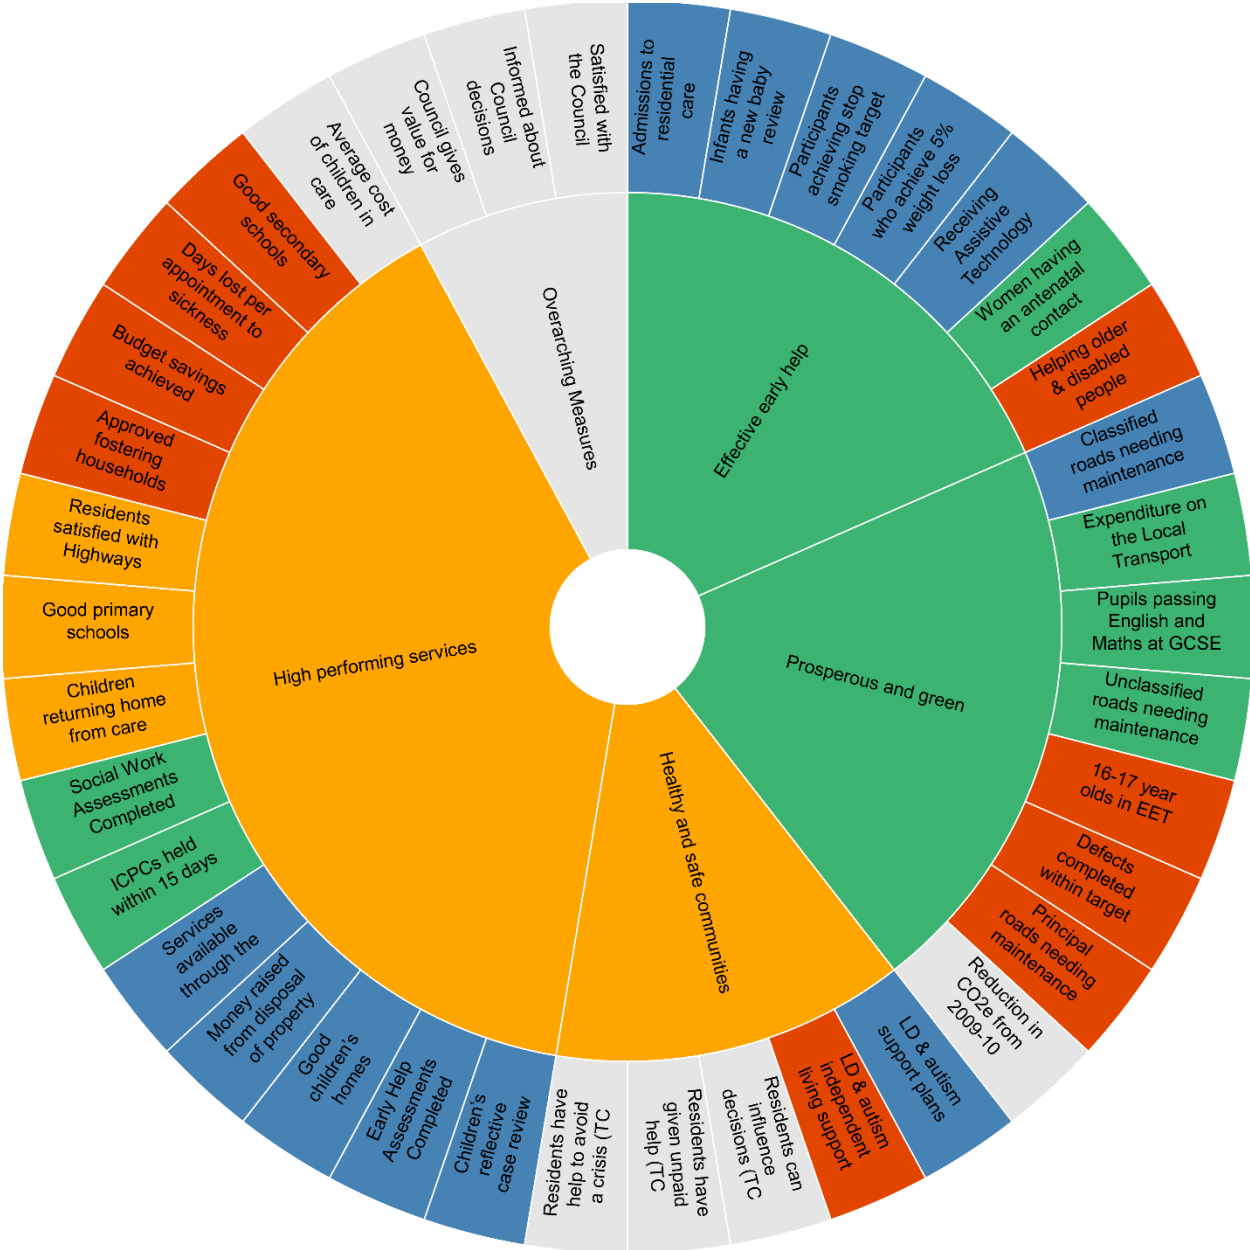 Admissions to
residential
care
Infants having
a new baby
review
Participants
achieving stop
smoking target
Participants
who achieve 5%
weight loss
Receiving
Assistive
Technology
Women having
an antenatal
contact
Helping older
& disabled
people
Classified
roads needing
maintenance
Expenditure on
the Local
Transport
Pupils passing
English and
Maths at GCSE
Unclassified
roads needing
maintenance
16-17 year
olds in EET
Defects
completed
within target
Principal
roads needing
maintenance
Reduction in
CO2e from
2009-10
LD & autism
support plans
LD & autism
independent
living support
Residents can
influence
decisions (TC
Residents have
given unpaid
help (TC
Residents have
help to avoid
a crisis (TC
Children's
reflective
case review
Early Help
Assessments
Completed
Good
children's
homes
Money raised
from disposal
of property
Services
available
through the
ICPCs held
within 15 days
Social Work
Assessments
Completed
Children
returning home
from care
Good primary
schools
Residents
satisfied with
Highways
Approved
fostering
households
Budget savings
achieved
Days lost per
appointment to
sickness
Good secondary
schools
Average cost
of children in
care
Council gives
value for
money
Informed about
Council
decisions
Satisfied with
the Council
Effective early help
Prosperous and green
Healthy and safe communities
High performing services
Overarching Measures